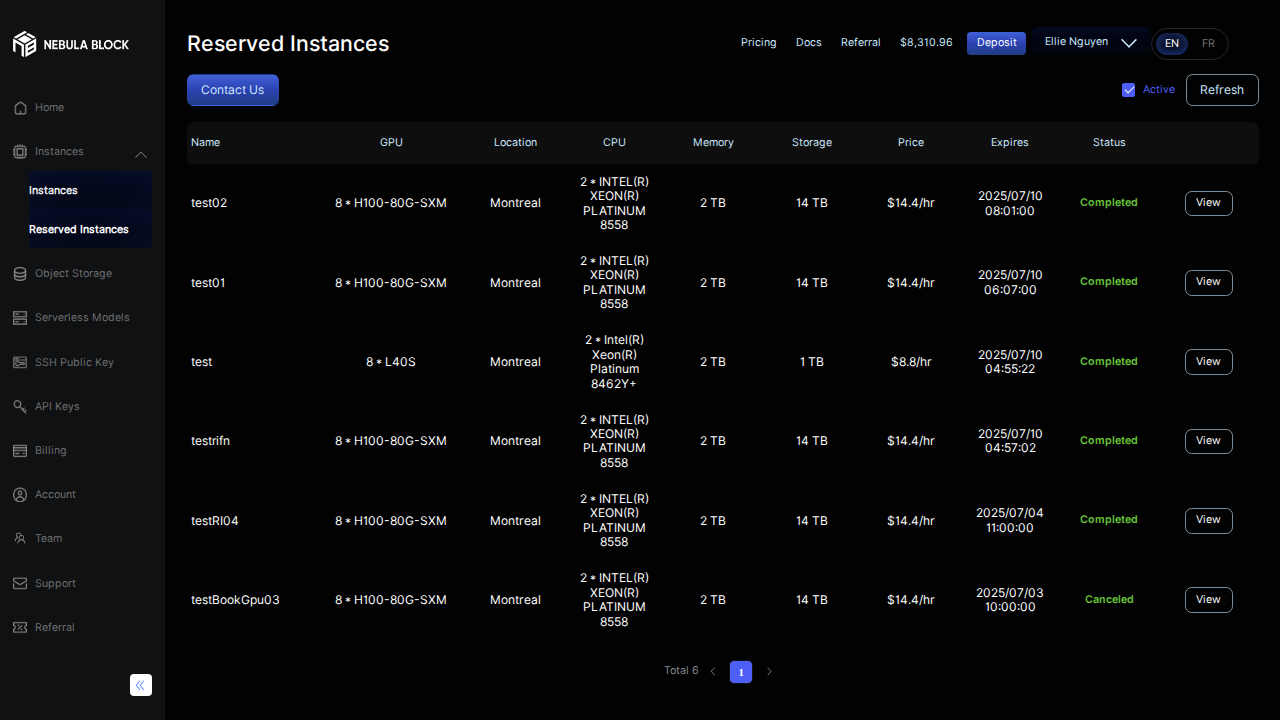 NEBULA BLOCK
Home
Instances
Instances
Reserved Instances
Object Storage
Serverless Models
SSH Public Key
API Keys
Billing
Account
Team
Support
Referral
Reserved Instances
Pricing Docs Referral $8,310.96 Deposit Ellie Nguyen EN FR
Contact Us
Active Refresh
Name GPU Location CPU Memory Storage Price Expires Status
test02 8 * H100-80G-SXM Montreal 2 * INTEL(R) XEON(R) PLATINUM 8558 2 TB 14 TB $14.4/hr 2025/07/10 08:01:00 Completed View
test01 8 * H100-80G-SXM Montreal 2 * INTEL(R) XEON(R) PLATINUM 8558 2 TB 14 TB $14.4/hr 2025/07/10 06:07:00 Completed View
test 8 * L40S Montreal 2 * Intel(R) Xeon(R) Platinum 8462Y+ 2 TB 1 TB $8.8/hr 2025/07/10 04:55:22 Completed View
testrifn 8 * H100-80G-SXM Montreal 2 * INTEL(R) XEON(R) PLATINUM 8558 2 TB 14 TB $14.4/hr 2025/07/10 04:57:02 Completed View
testRI04 8 * H100-80G-SXM Montreal 2 * INTEL(R) XEON(R) PLATINUM 8558 2 TB 14 TB $14.4/hr 2025/07/04 11:00:00 Completed View
testBookGpu03 8 * H100-80G-SXM Montreal 2 * INTEL(R) XEON(R) PLATINUM 8558 2 TB 14 TB $14.4/hr 2025/07/03 10:00:00 Canceled View
Total 6 1